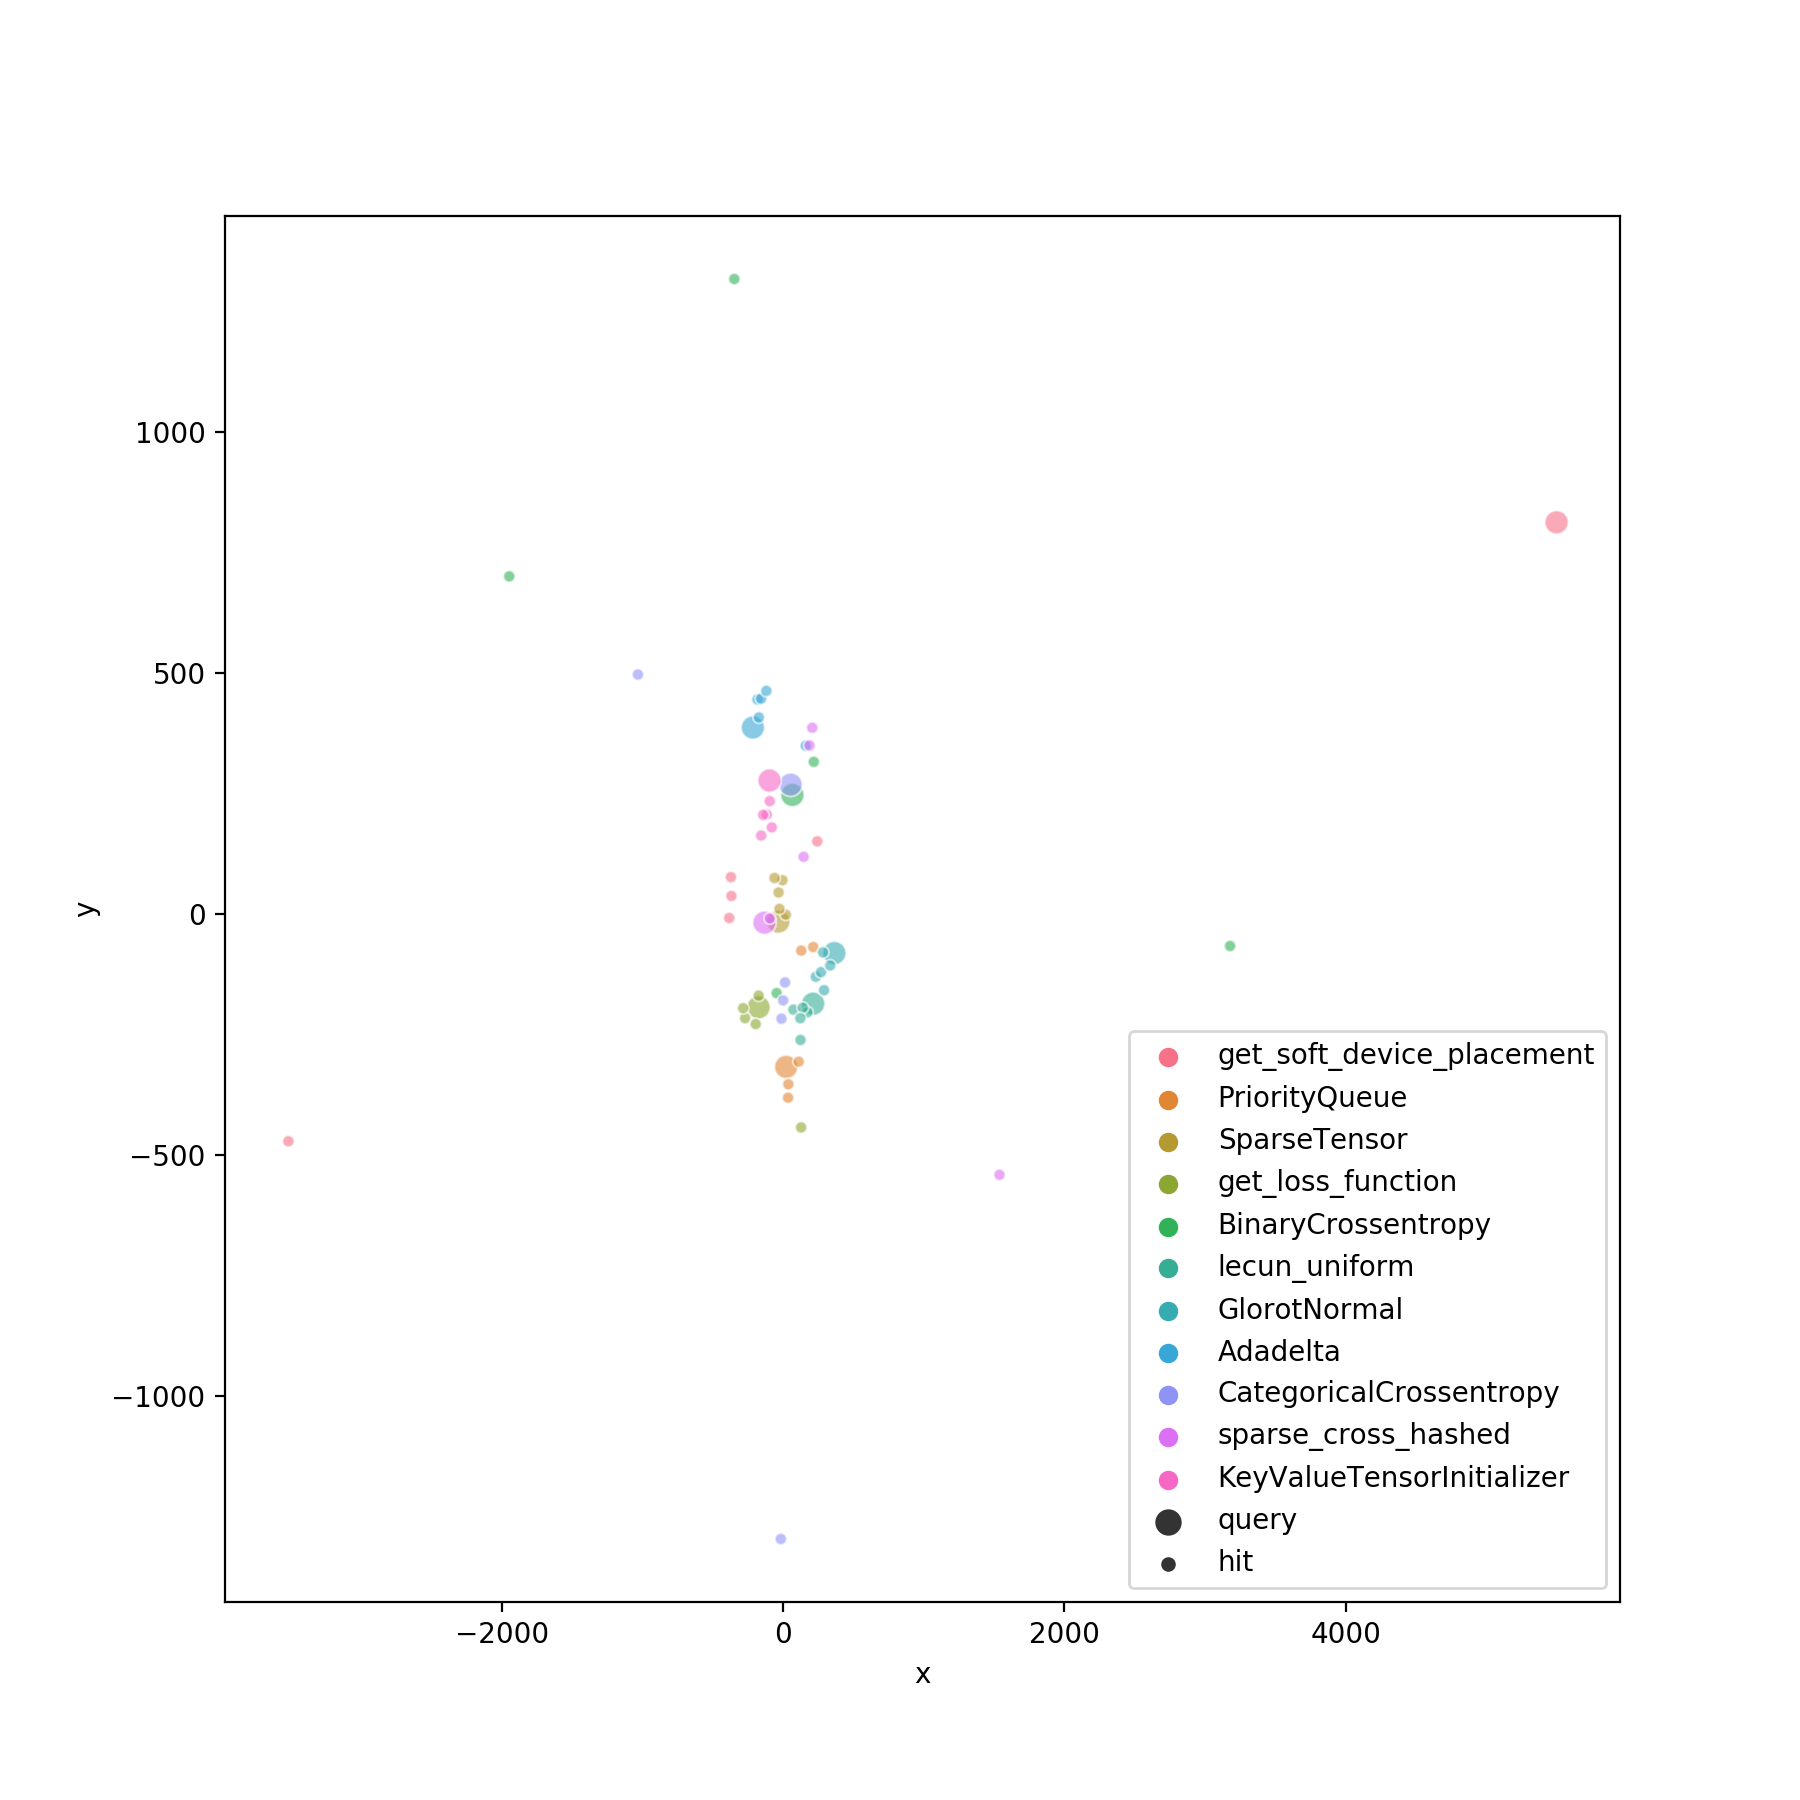 1000
500
0
−500
−1000
y
−2000
0
2000
4000
x
get_soft_device_placement
PriorityQueue
SparseTensor
get_loss_function
BinaryCrossentropy
lecun_uniform
GlorotNormal
Adadelta
CategoricalCrossentropy
sparse_cross_hashed
KeyValueTensorInitializer
query
hit